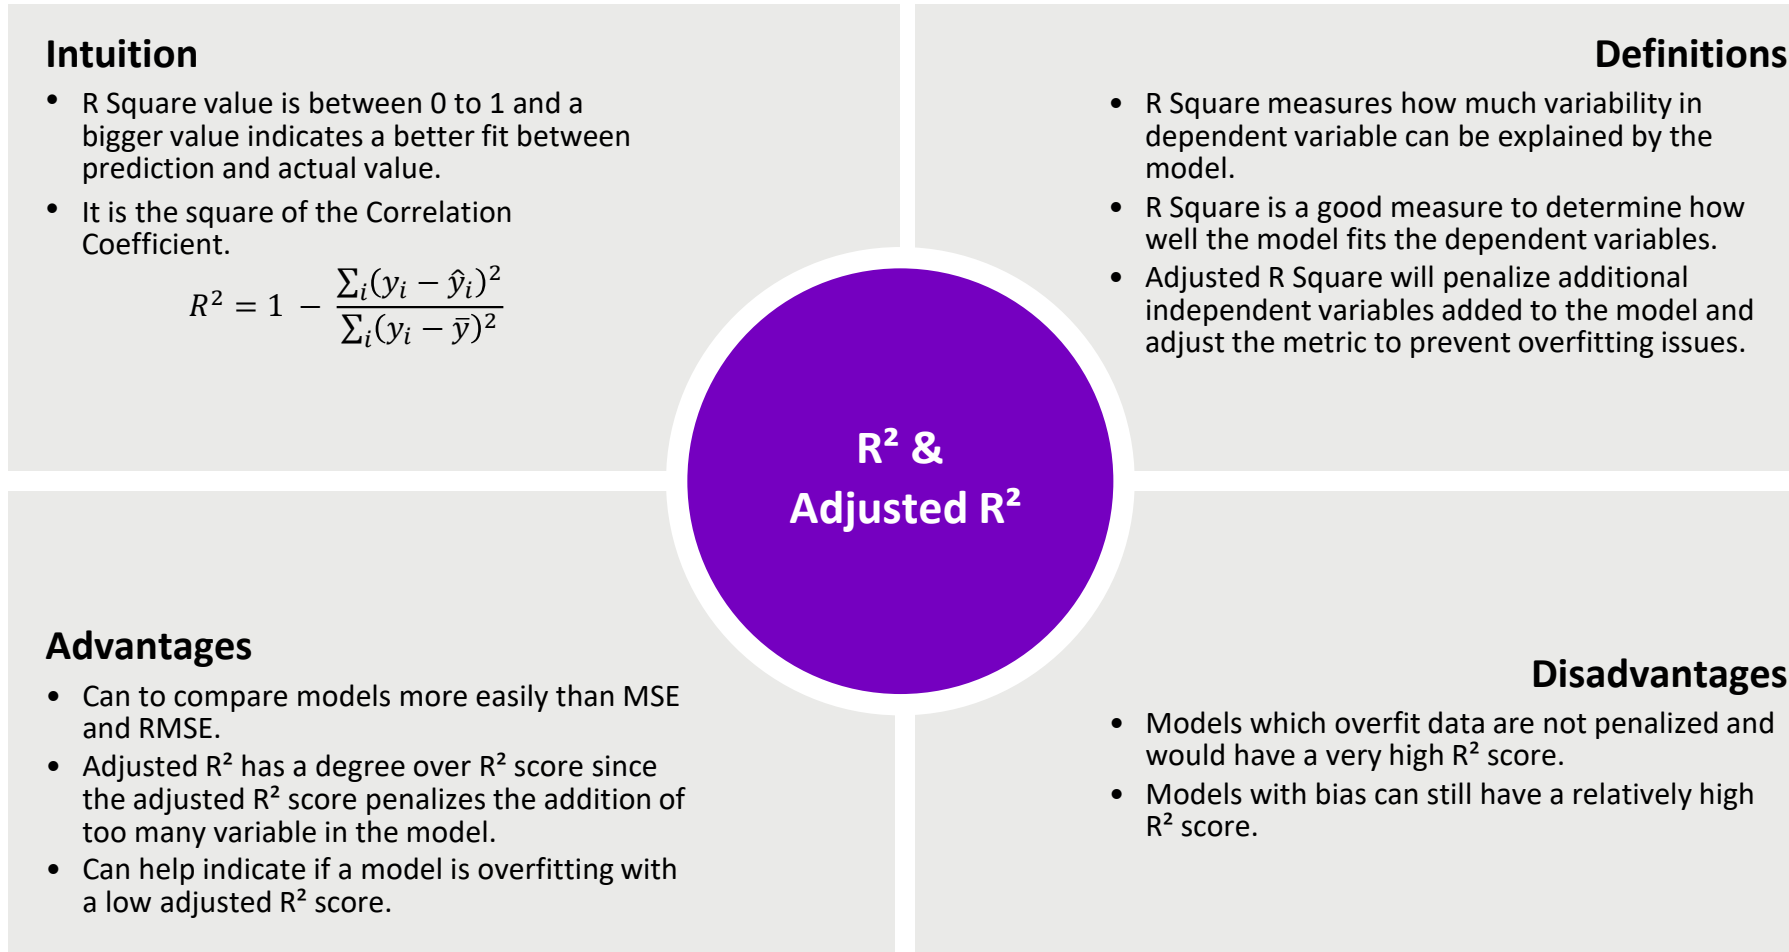 Intuition
• R Square value is between 0 to 1 and a
bigger value indicates a better fit between
prediction and actual value.
• It is the square of the Correlation
Coefficient.
R² = 1 − ∑ᵢ(yᵢ − ŷᵢ)² / ∑ᵢ(yᵢ − ȳ)²
Definitions
• R Square measures how much variability in
dependent variable can be explained by the
model.
• R Square is a good measure to determine how
well the model fits the dependent variables.
• Adjusted R Square will penalize additional
independent variables added to the model and
adjust the metric to prevent overfitting issues.
R² &
Adjusted R²
Advantages
• Can to compare models more easily than MSE
and RMSE.
• Adjusted R² has a degree over R² score since
the adjusted R² score penalizes the addition of
too many variable in the model.
• Can help indicate if a model is overfitting with
a low adjusted R² score.
Disadvantages
• Models which overfit data are not penalized and
would have a very high R² score.
• Models with bias can still have a relatively high
R² score.